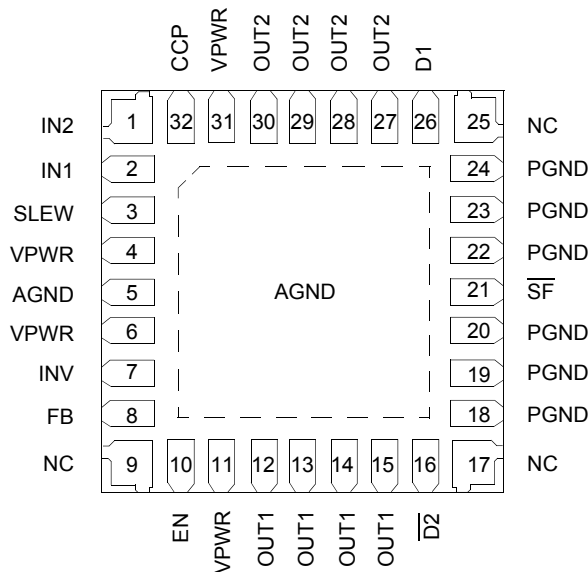 CCP VPWR OUT2 OUT2 OUT2 OUT2 D1
32 31 30 29 28 27 26
IN2 1 25 NC
IN1 2 24 PGND
SLEW 3 23 PGND
VPWR 4 22 PGND
AGND 5 AGND 21 S̅F̅
VPWR 6 20 PGND
INV 7 19 PGND
FB 8 18 PGND
NC 9 17 NC
10 11 12 13 14 15 16
EN VPWR OUT1 OUT1 OUT1 OUT1 D̅2̅